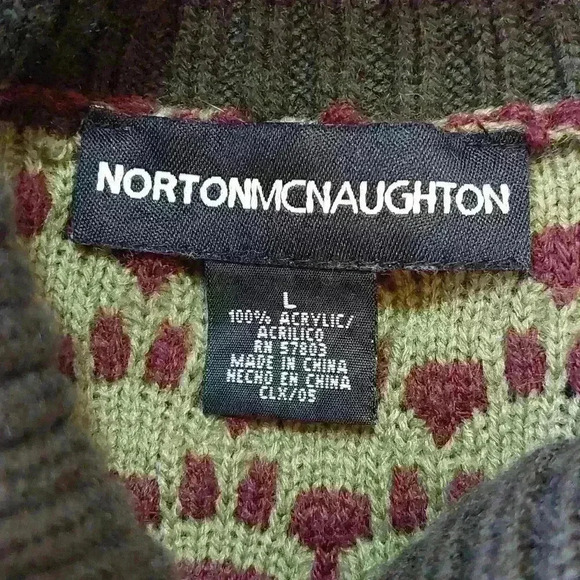 NORTONMCNAUGHTON
L
100% ACRYLIC/
ACRILICO
RN 57803
MADE IN CHINA
HECHO EN CHINA
CLX/05